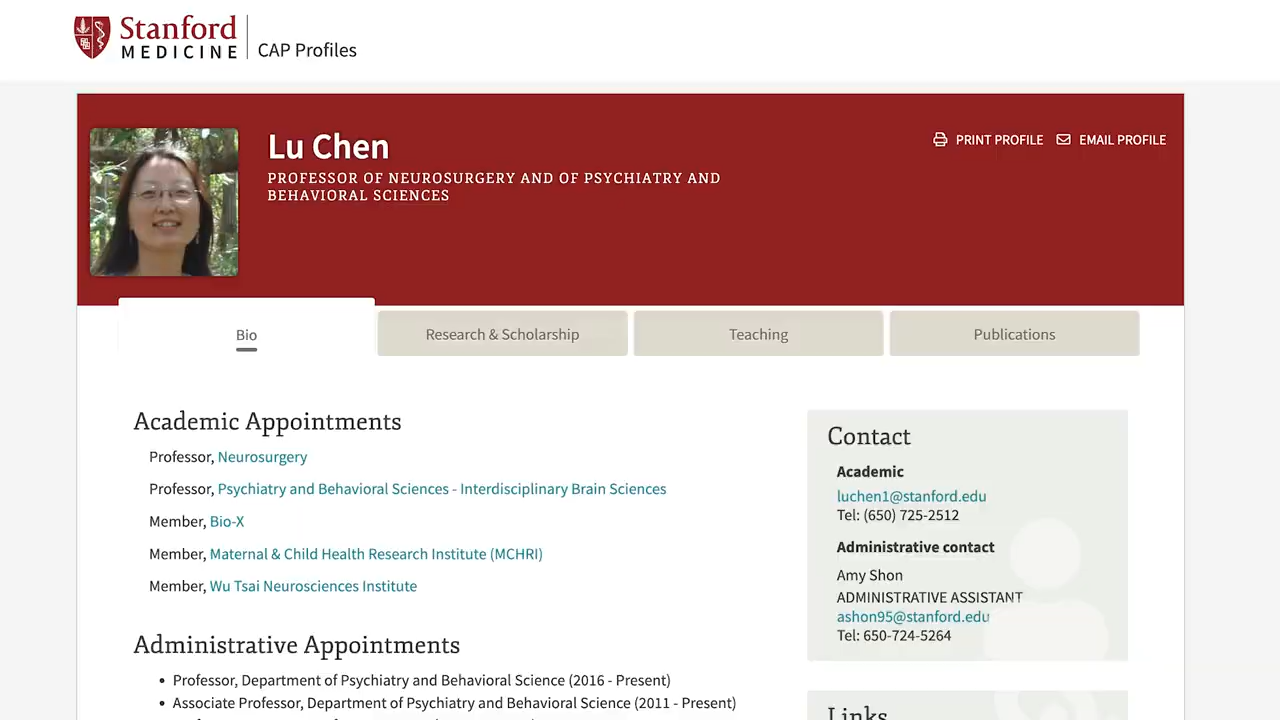 Stanford
MEDICINE
CAP Profiles
Lu Chen
PROFESSOR OF NEUROSURGERY AND OF PSYCHIATRY AND
BEHAVIORAL SCIENCES
PRINT PROFILE
EMAIL PROFILE
Bio
Research & Scholarship
Teaching
Publications
Academic Appointments
Professor, Neurosurgery
Professor, Psychiatry and Behavioral Sciences - Interdisciplinary Brain Sciences
Member, Bio-X
Member, Maternal & Child Health Research Institute (MCHRI)
Member, Wu Tsai Neurosciences Institute
Administrative Appointments
• Professor, Department of Psychiatry and Behavioral Science (2016 - Present)
• Associate Professor, Department of Psychiatry and Behavioral Science (2011 - Present)
Contact
Academic
luchen1@stanford.edu
Tel: (650) 725-2512
Administrative contact
Amy Shon
ADMINISTRATIVE ASSISTANT
ashon95@stanford.edu
Tel: 650-724-5264
Links